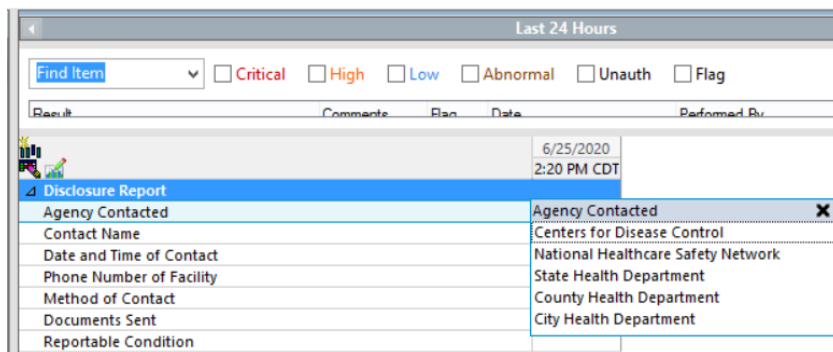 Last 24 Hours
Find Item Critical High Low Abnormal Unauth Flag
Result Comments Flag Date Performed By
6/25/2020
2:20 PM CDT
Disclosure Report
Agency Contacted Agency Contacted
Contact Name Centers for Disease Control
Date and Time of Contact National Healthcare Safety Network
Phone Number of Facility State Health Department
Method of Contact County Health Department
Documents Sent City Health Department
Reportable Condition